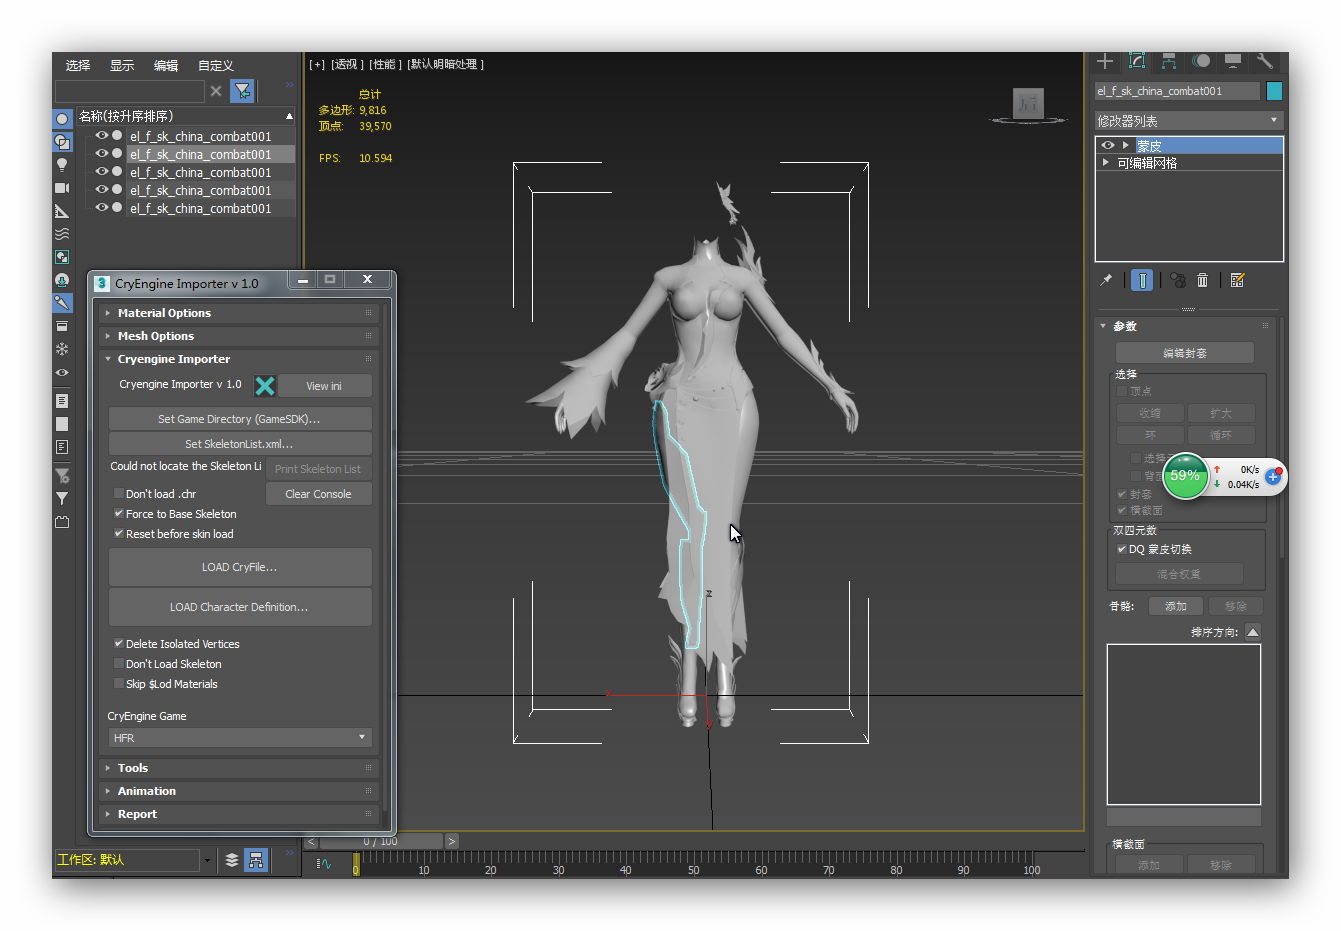 选择 显示 编辑 自定义
名称(按升序排序)
el_f_sk_china_combat001
el_f_sk_china_combat001
el_f_sk_china_combat001
el_f_sk_china_combat001
el_f_sk_china_combat001
CryEngine Importer v 1.0
Material Options
Mesh Options
Cryengine Importer
Cryengine Importer v 1.0 View ini
Set Game Directory (GameSDK)...
Set SkeletonList.xml...
Could not locate the Skeleton Li Print Skeleton List
Don't load .chr Clear Console
Force to Base Skeleton
Reset before skin load
LOAD CryFile...
LOAD Character Definition...
Delete Isolated Vertices
Don't Load Skeleton
Skip $Lod Materials
CryEngine Game
HFR
Tools
Animation
Report
工作区: 默认
[+] [透视] [性能] [默认明暗处理]
总计
多边形: 9,816
顶点: 39,570
FPS: 10.594
z
< 0 / 100 >
0 10 20 30 40 50 60 70 80 90 100
el_f_sk_china_combat001
修改器列表
蒙皮
可编辑网格
参数
编辑封套
选择
顶点
收缩 扩大
环 循环
选择
背面
59% 0K/s
0.04K/s
封套
横截面
双四元数
DQ 蒙皮切换
混合权重
骨骼: 添加 移除
排序方向:
横截面
添加 移除